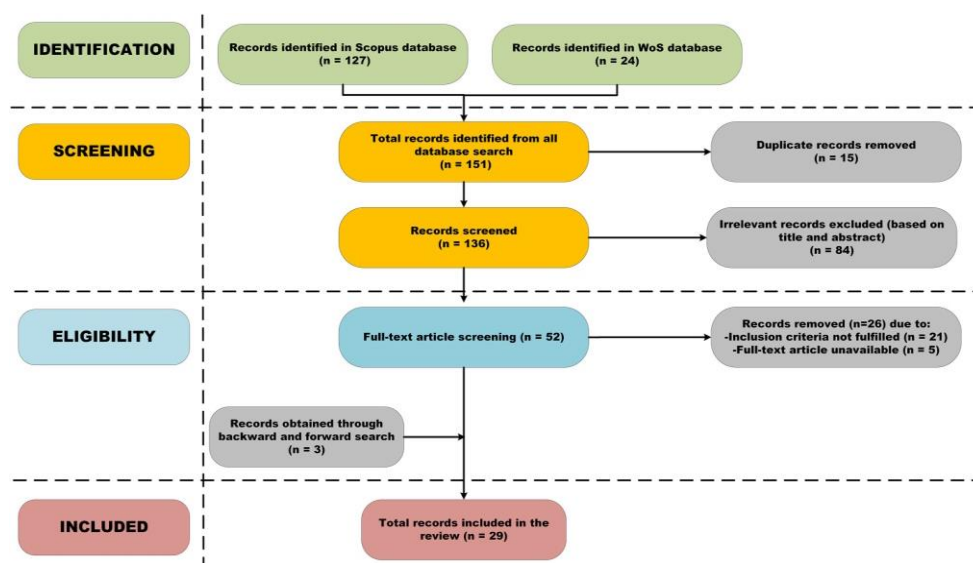 IDENTIFICATION
Records identified in Scopus database
(n = 127)
Records identified in WoS database
(n = 24)
SCREENING
Total records identified from all
database search
(n = 151)
Duplicate records removed
(n = 15)
Records screened
(n = 136)
Irrelevant records excluded (based on
title and abstract)
(n = 84)
ELIGIBILITY
Full-text article screening (n = 52)
Records removed (n=26) due to:
-Inclusion criteria not fulfilled (n = 21)
-Full-text article unavailable (n = 5)
Records obtained through
backward and forward search
(n = 3)
INCLUDED
Total records included in the
review (n = 29)